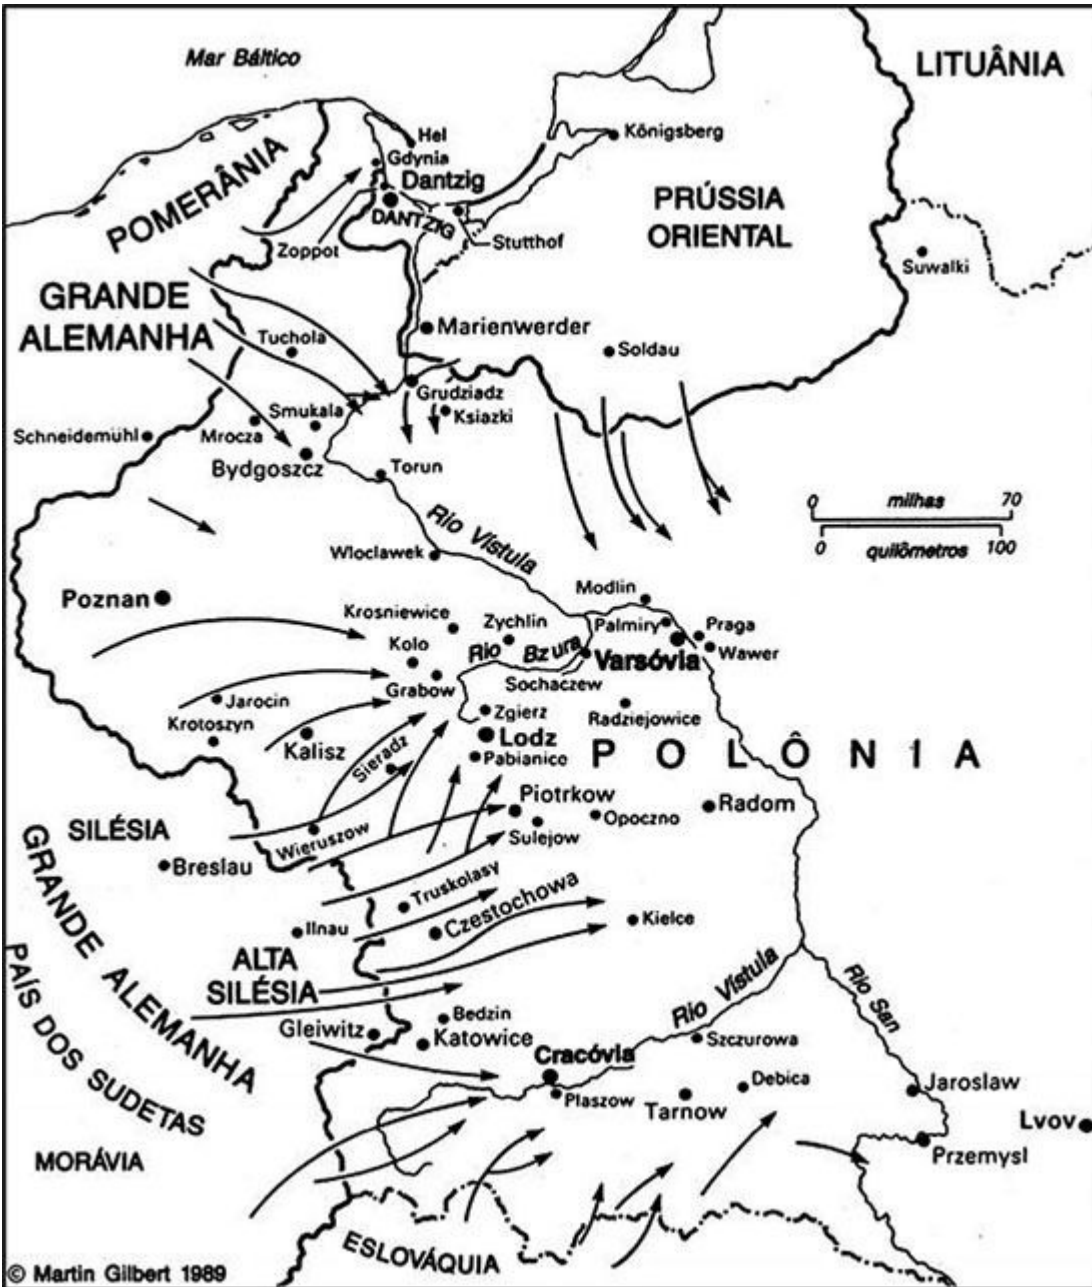 Mar Báltico
LITUÂNIA
Hel
Königsberg
Gdynia
POMERÂNIA
Dantzig
DANTZIG
PRÚSSIA
ORIENTAL
Zoppot
Stutthof
Suwalki
GRANDE
ALEMANHA
Marienwerder
Tuchola
Soldau
Grudziadz
Ksiazki
Smukala
Schneidemühl
Mrocza
Bydgoszcz
Torun
0 milhas 70
0 quilômetros 100
Rio Vístula
Wloclawek
Modlin
Poznan
Krosniewice
Zychlin
Palmiry
Praga
Kolo
Rio Bzura
Varsóvia
Wawer
Grabow
Sochaczew
Jarocin
Zgierz
Radziejowice
Krotoszyn
Kalisz
Lodz
POLÔNIA
Sieradz
Pabianice
Piotrkow
Radom
SILÉSIA
Opoczno
Wieruszow
Sulejow
Breslau
GRANDE ALEMANHA
Truskolasy
Czestochowa
Kielce
Ilnau
PAÍS DOS SUDETAS
ALTA
SILÉSIA
Rio Vístula
Rio San
Bedzin
Gleiwitz
Katowice
Szczurowa
Cracóvia
Debica
Jaroslaw
Plaszow
Tarnow
Lvov
MORÁVIA
Przemysl
ESLOVÁQUIA
© Martin Gilbert 1989